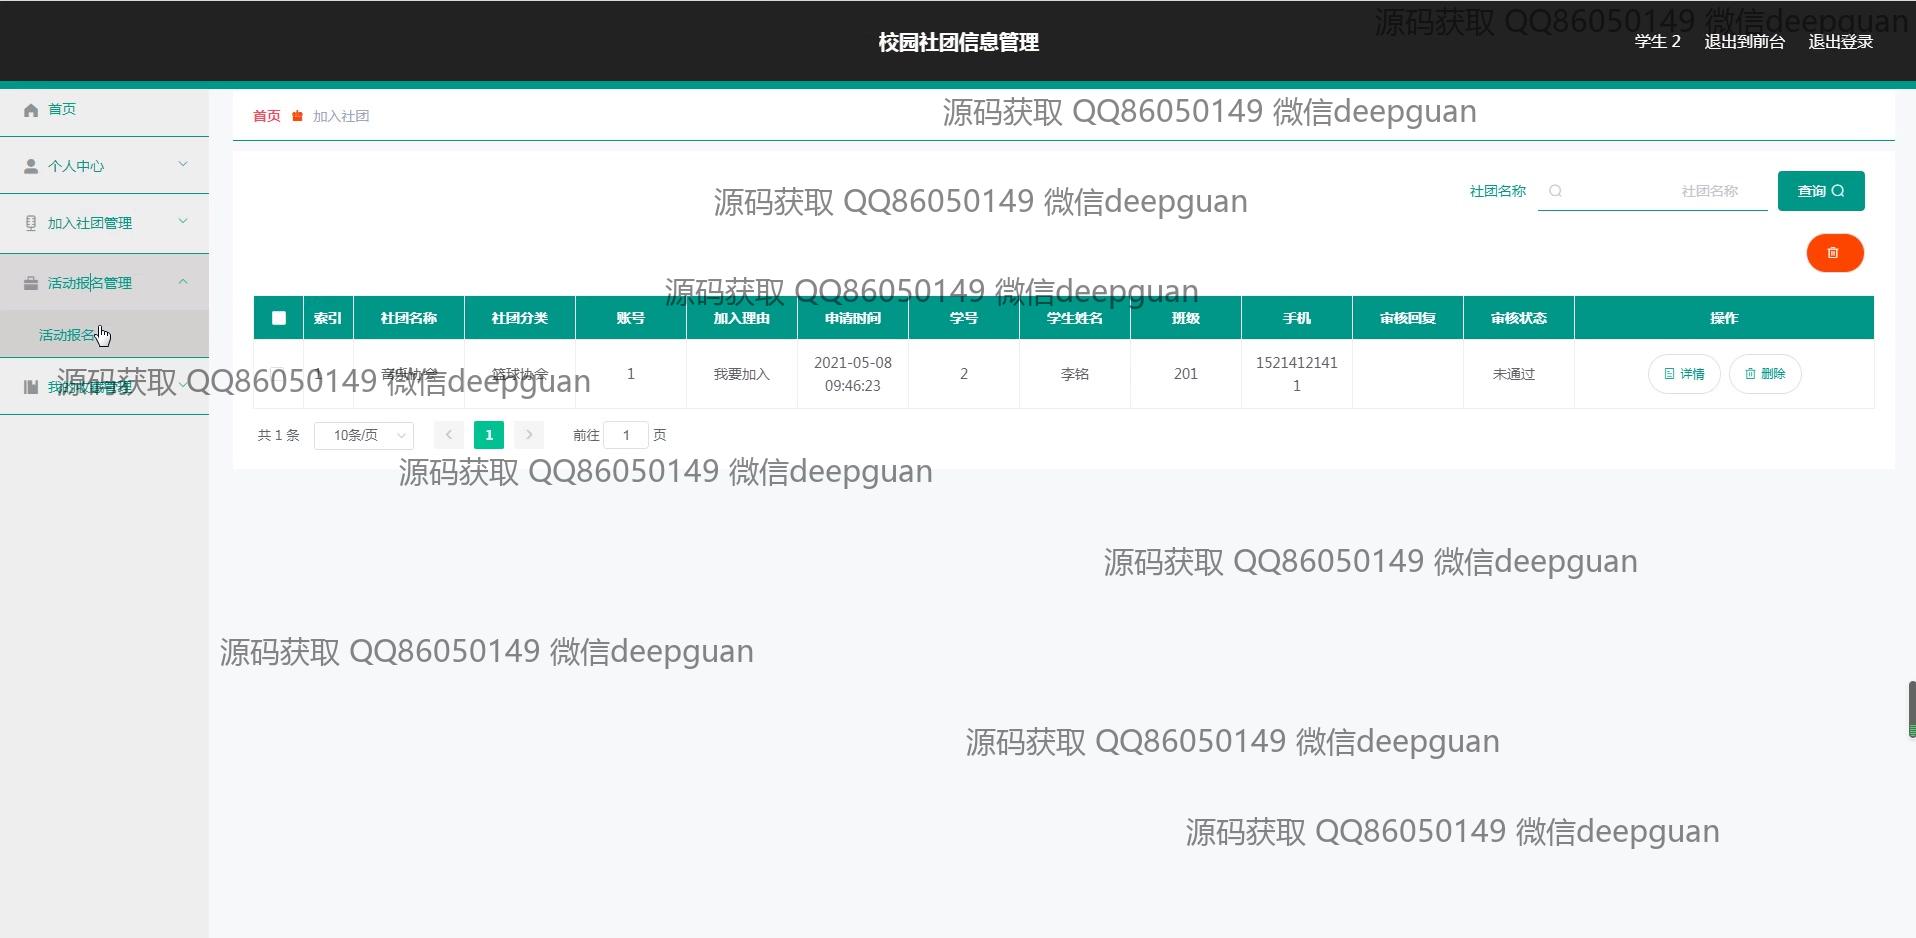 源码获取 QQ86050149 微信deepguan
校园社团信息管理
学生 2 退出到前台 退出登录
首页
个人中心
加入社团管理
活动报名管理
活动报名
我的收藏管理
首页 加入社团
源码获取 QQ86050149 微信deepguan
源码获取 QQ86050149 微信deepguan
社团名称 社团名称 查询
源码获取 QQ86050149 微信deepguan
索引 社团名称 社团分类 账号 加入理由 申请时间 学号 学生姓名 班级 手机 审核回复 审核状态 操作
1 音乐协会 篮球协会 1 我要加入 2021-05-08 09:46:23 2 李铭 201 15214121411 未通过 详情 删除
源码获取 QQ86050149 微信deepguan
共 1 条 10条/页 1 前往 1 页
源码获取 QQ86050149 微信deepguan
源码获取 QQ86050149 微信deepguan
源码获取 QQ86050149 微信deepguan
源码获取 QQ86050149 微信deepguan
源码获取 QQ86050149 微信deepguan